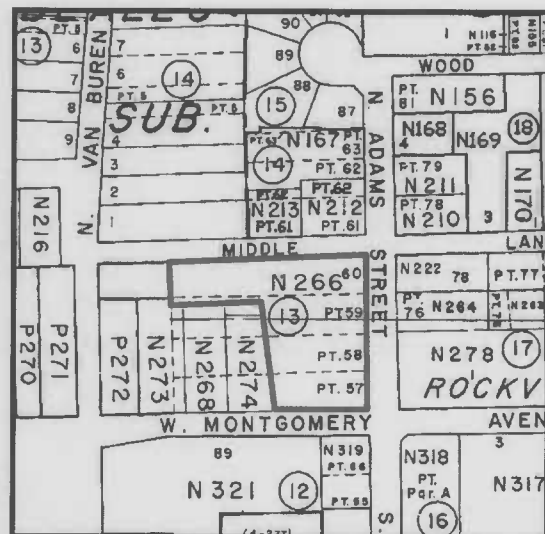 PT.5
13
6
7
8
9
N. VAN BUREN
7
6
PT.5
14
SUB.
PT.6
4
3
2
1
90
89
88
87
15
PT.63
N167
PT.
63
14
PT.62
PT.62
N213
N212
PT.61
PT.61
N ADAMS STREET
S.
1
N116
PT.82
WOOD
PT.
81
N156
N168
4
N169
18
PT.79
N211
PT.78
N210
3
N170
N216
MIDDLE
LAN
P270
P271
P272
N273
N268
N274
N266
60
13
PT59
PT.58
PT.57
N222
78
PT.77
PT
76
N264
N278
17
ROCKV
W. MONTGOMERY
AVEN
89
N321
12
N319
PT.66
PT.65
N318
PT.
Par. A
16
3
N317